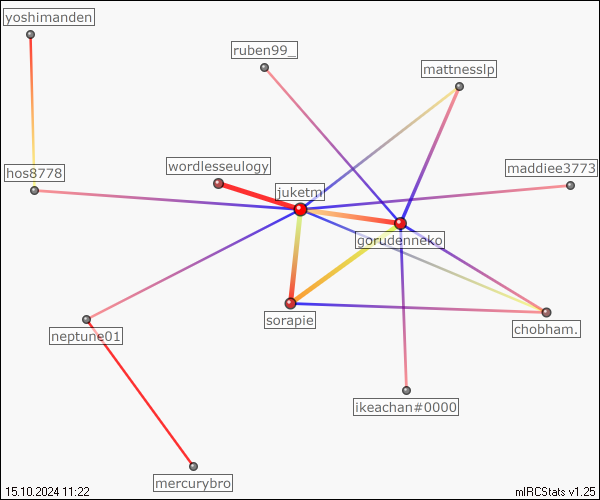 yoshimanden
ruben99_
mattnesslp
wordlesseulogy
maddiee3773
hos8778
juketm
gorudenneko
sorapie
chobham.
neptune01
ikeachan#0000
mercurybro
15.10.2024 11:22
mIRCStats v1.25